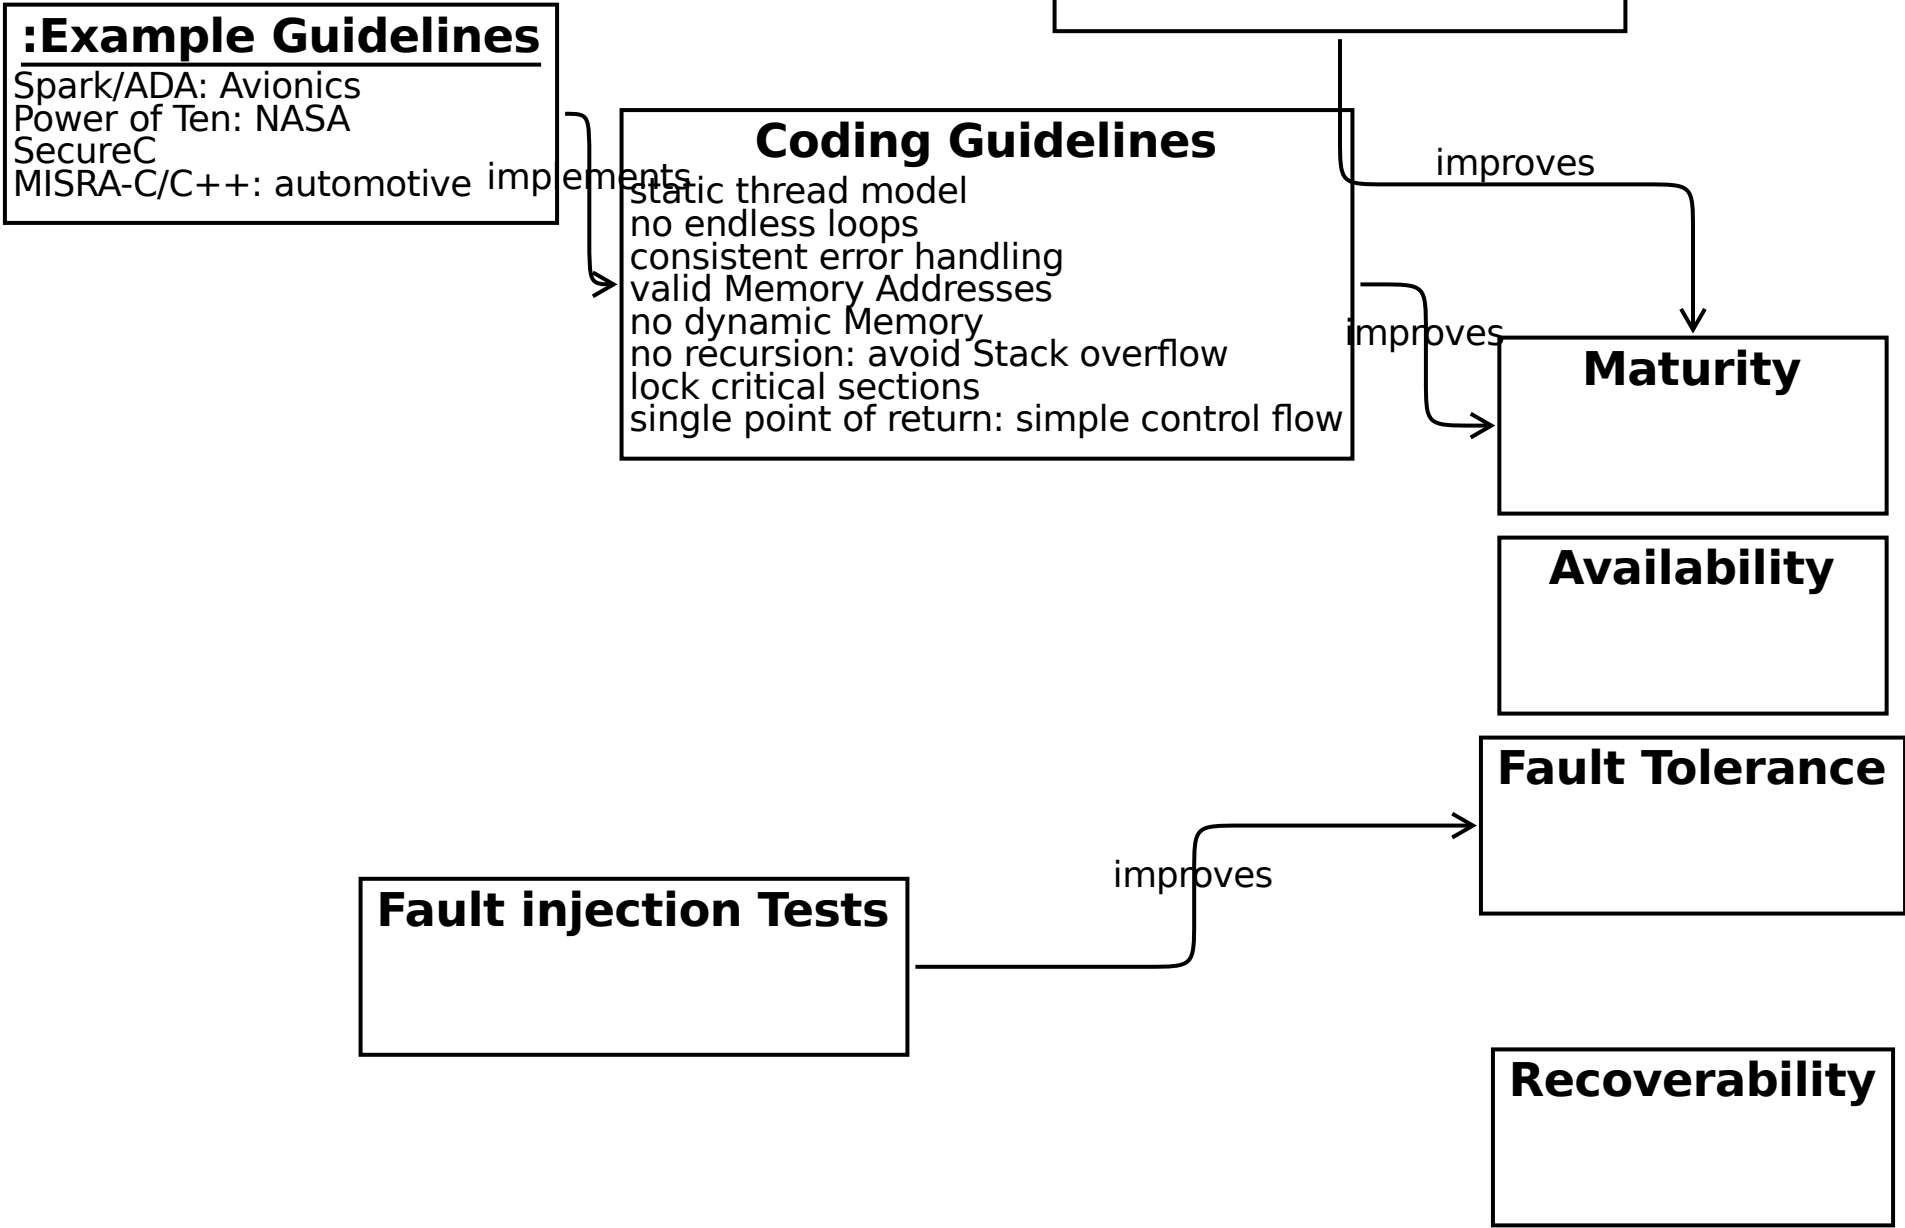 :Example Guidelines
Spark/ADA: Avionics
Power of Ten: NASA
SecureC
MISRA-C/C++: automotive
implements
Coding Guidelines
static thread model
no endless loops
consistent error handling
valid Memory Addresses
no dynamic Memory
no recursion: avoid Stack overflow
lock critical sections
single point of return: simple control flow
improves
improves
Maturity
Availability
Fault Tolerance
improves
Fault injection Tests
Recoverability